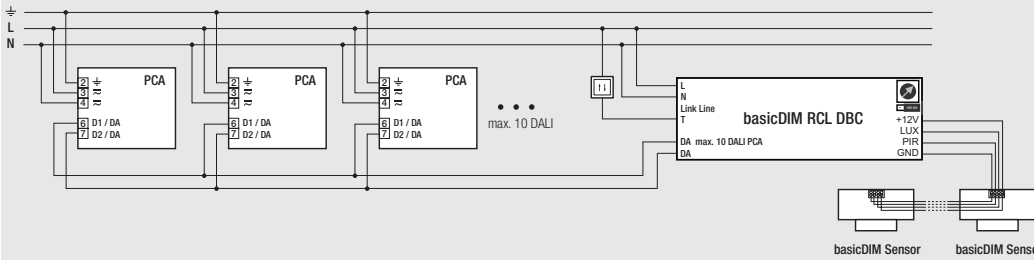 L
N
2
3
4
PCA
6 D1 / DA
7 D2 / DA
2
3
4
PCA
6 D1 / DA
7 D2 / DA
2
3
4
PCA
6 D1 / DA
7 D2 / DA
max. 10 DALI
L
N
Link Line
T
DA max. 10 DALI PCA
DA
basicDIM RCL DBC
+12V
LUX
PIR
GND
basicDIM Sensor
basicDIM Senso